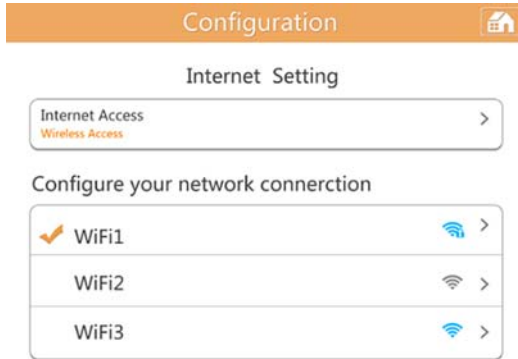 Configuration
Internet Setting
Internet Access
Wireless Access
Configure your network connerction
WiFi1
WiFi2
WiFi3